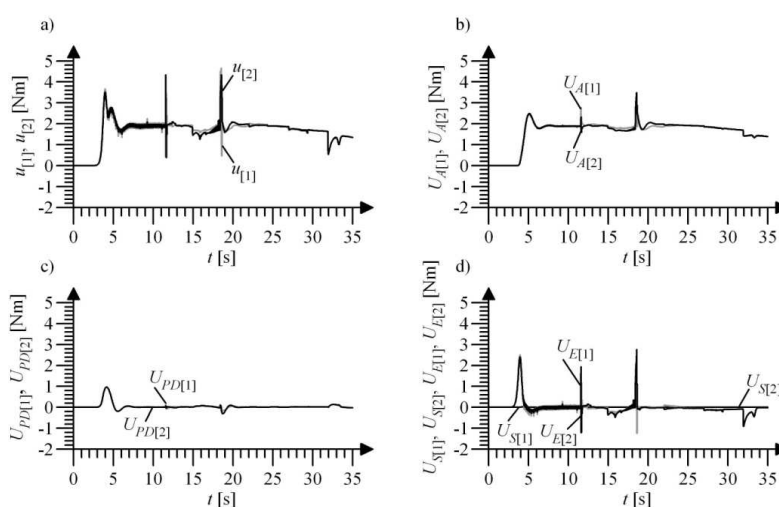 a)
u[1], u[2] [Nm]
5
4
3
2
1
0
-1
-2
u[2]
u[1]
0 5 10 15 20 25 30 35
t [s]
b)
UA[1], UA[2] [Nm]
5
4
3
2
1
0
-1
-2
UA[1]
UA[2]
0 5 10 15 20 25 30 35
t [s]
c)
UPD[1], UPD[2] [Nm]
5
4
3
2
1
0
-1
-2
UPD[1]
UPD[2]
0 5 10 15 20 25 30 35
t [s]
d)
US[1], US[2], UE[1], UE[2] [Nm]
5
4
3
2
1
0
-1
-2
UE[1]
US[2]
US[1]
UE[2]
0 5 10 15 20 25 30 35
t [s]